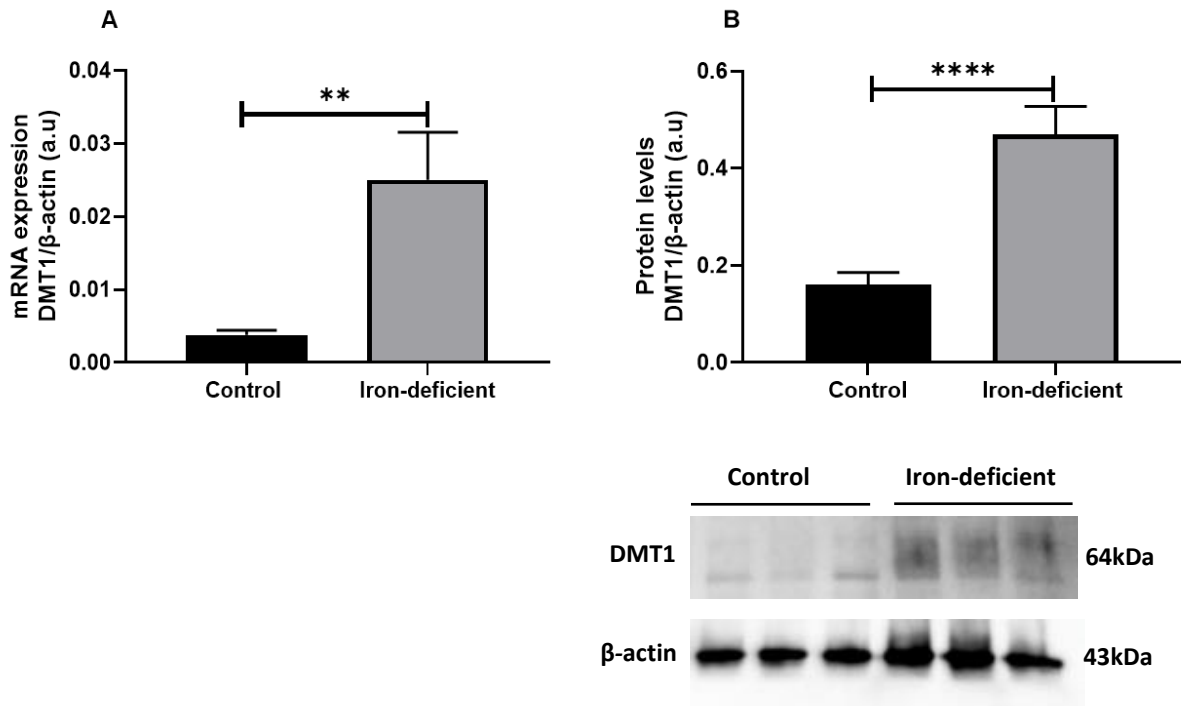 A
mRNA expression
DMT1/β-actin (a.u)
0.04
0.03
0.02
0.01
0.00
**
Control
Iron-deficient
B
Protein levels
DMT1/β-actin (a.u)
0.6
0.4
0.2
0.0
****
Control
Iron-deficient
Control
Iron-deficient
DMT1
64kDa
β-actin
43kDa